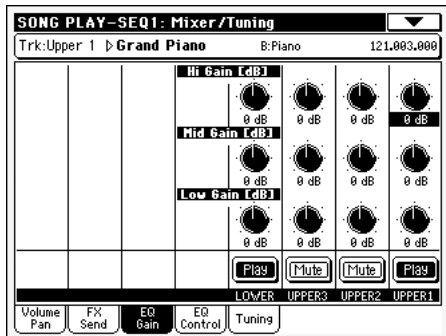 SONG PLAY-SEQ1: Mixer/Tuning
Trk:Upper 1 ▷Grand Piano B:Piano 121.003.000
Hi Gain [dB]
0 dB 0 dB 0 dB 0 dB
Mid Gain [dB]
0 dB 0 dB 0 dB 0 dB
Low Gain [dB]
0 dB 0 dB 0 dB 0 dB
Play Mute Mute Play
LOWER UPPER3 UPPER2 UPPER1
Volume Pan FX Send EQ Gain EQ Control Tuning